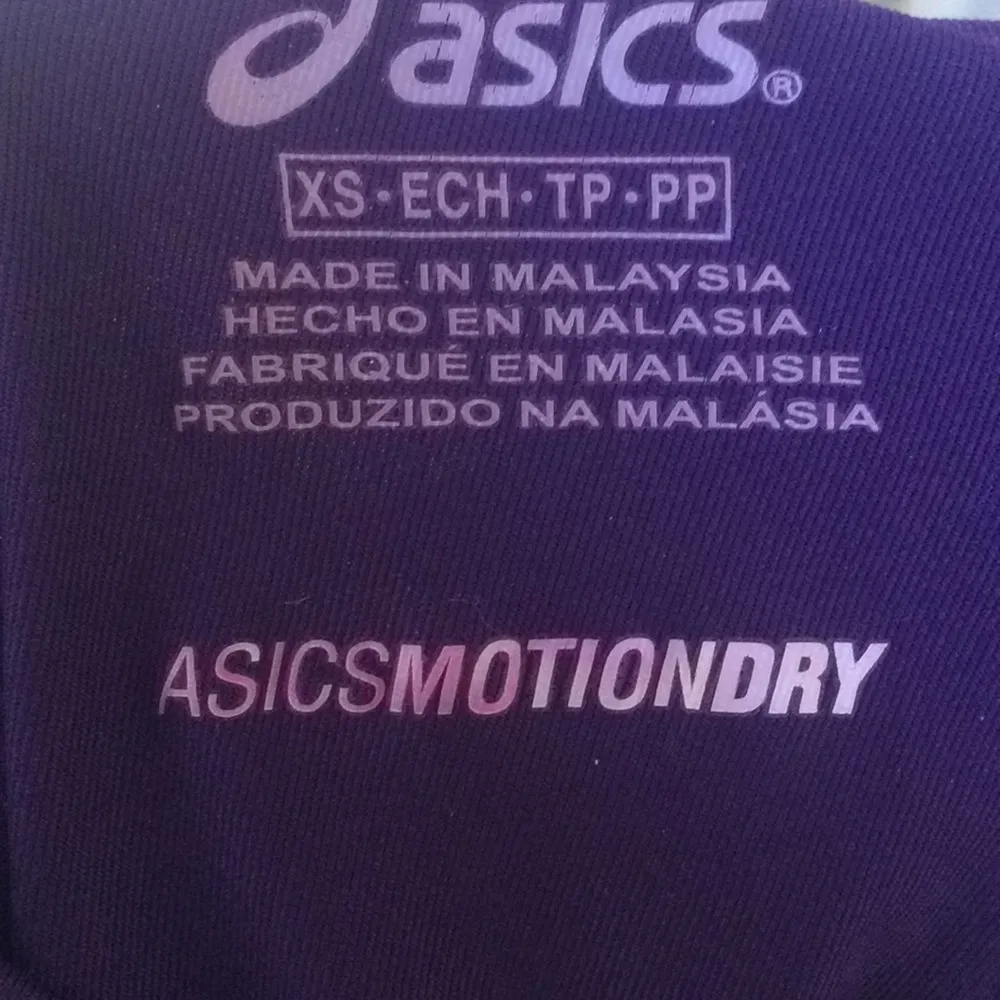 asics®
XS·ECH·TP·PP
MADE IN MALAYSIA
HECHO EN MALASIA
FABRIQUÉ EN MALAISIE
PRODUZIDO NA MALÁSIA
ASICSMOTIONDRY